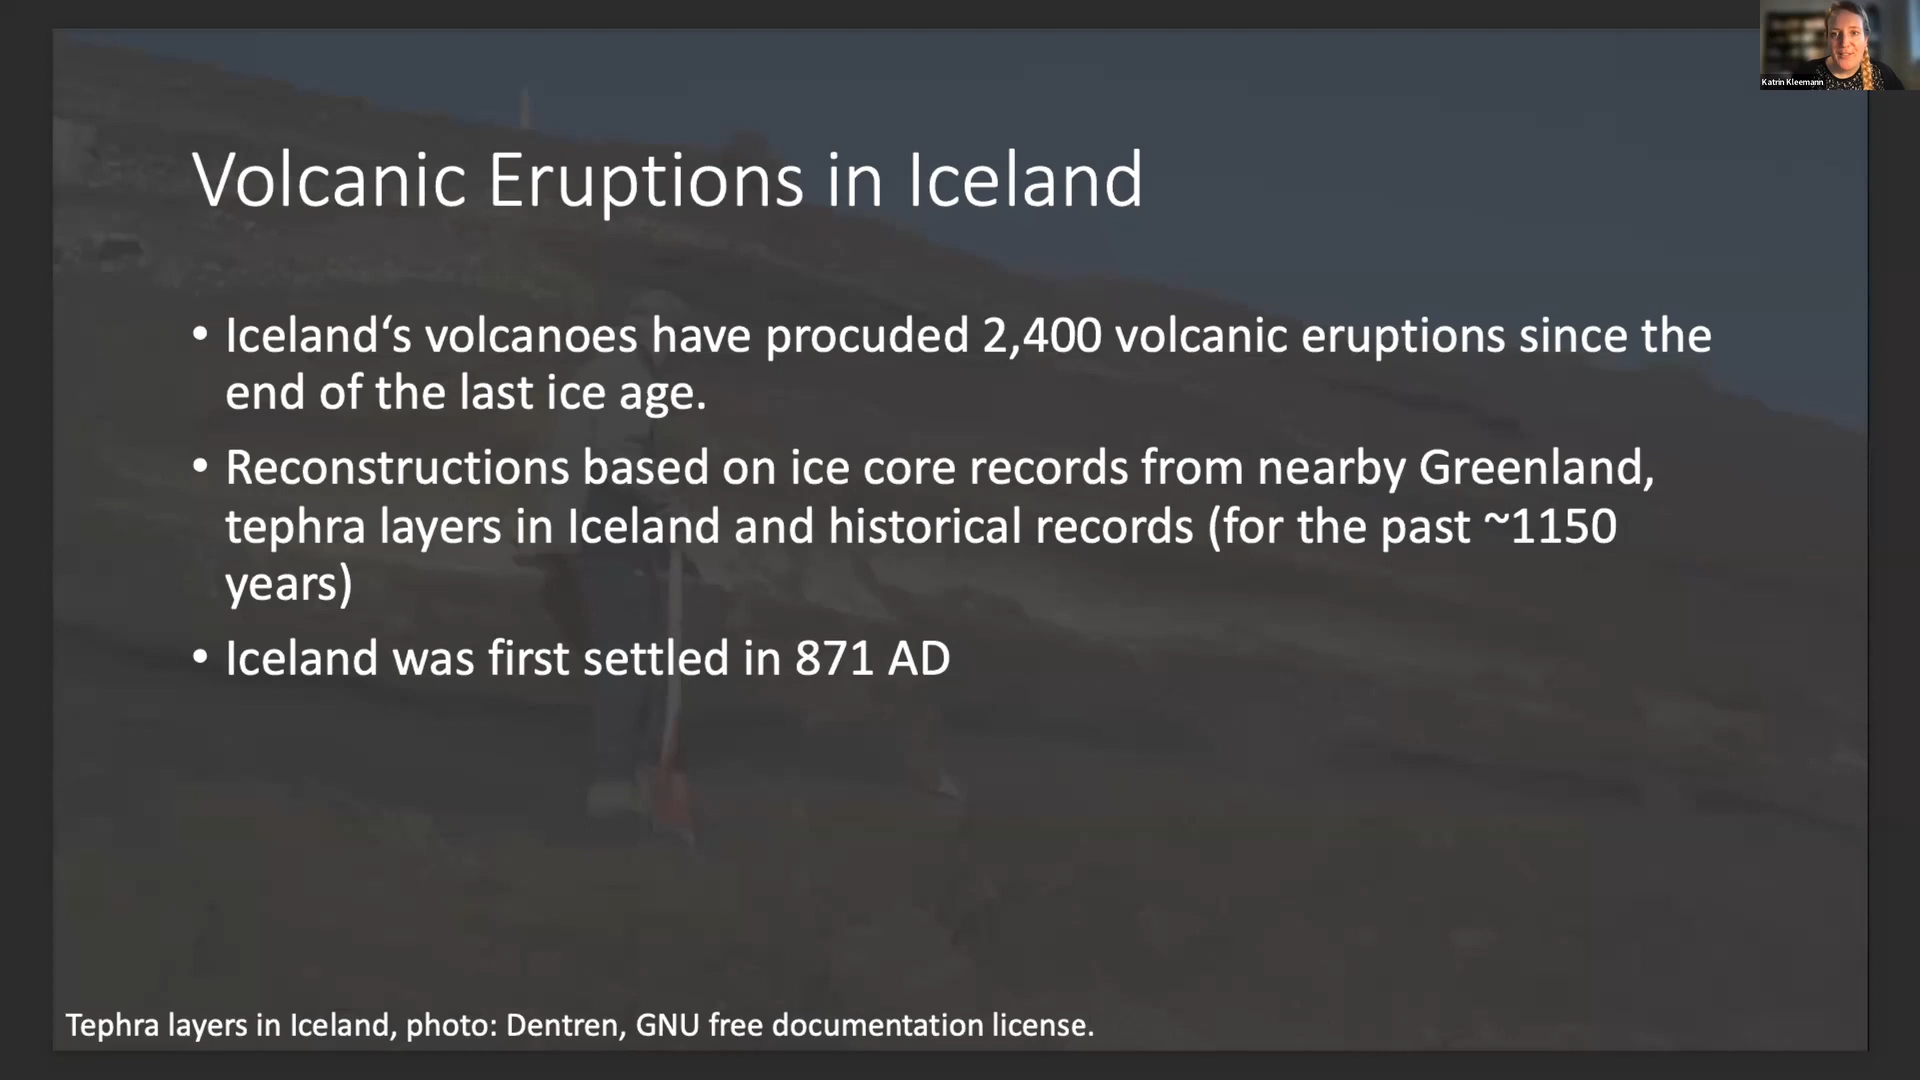 Katrin Kleemann
Volcanic Eruptions in Iceland
• Iceland‘s volcanoes have procuded 2,400 volcanic eruptions since the
end of the last ice age.
• Reconstructions based on ice core records from nearby Greenland,
tephra layers in Iceland and historical records (for the past ~1150
years)
• Iceland was first settled in 871 AD
Tephra layers in Iceland, photo: Dentren, GNU free documentation license.